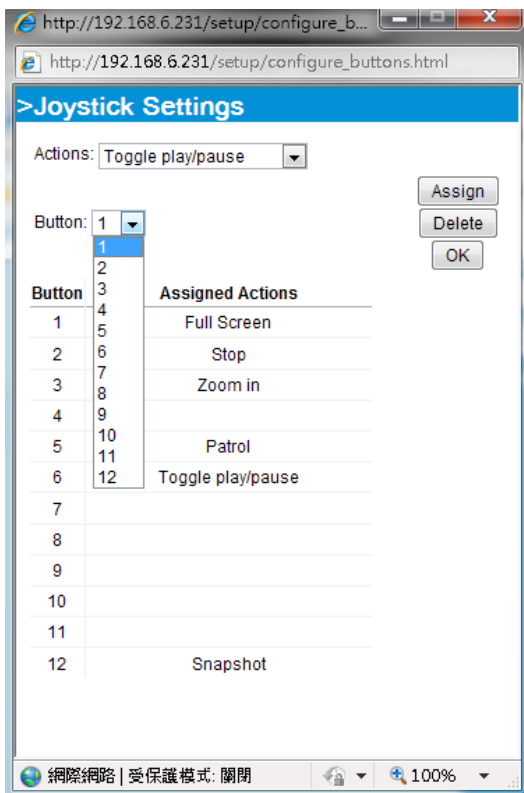 http://192.168.6.231/setup/configure_b...
http://192.168.6.231/setup/configure_buttons.html
>Joystick Settings
Actions: Toggle play/pause
Assign
Button: 1
Delete
OK
1
2
3
4
5
6
7
8
9
10
11
12
Button Assigned Actions
1 Full Screen
2 Stop
3 Zoom in
4
5 Patrol
6 Toggle play/pause
7
8
9
10
11
12 Snapshot
網際網路 | 受保護模式: 關閉 100%